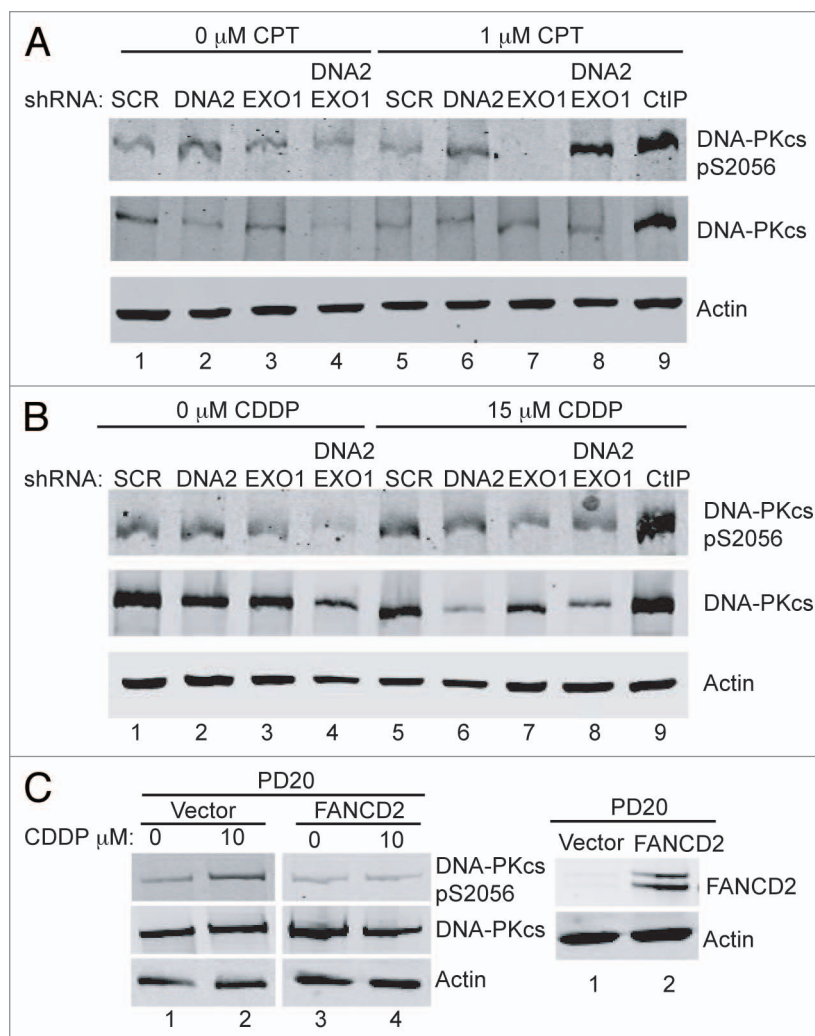 A
0 μM CPT 1 μM CPT
DNA2 DNA2
shRNA: SCR DNA2 EXO1 EXO1 SCR DNA2 EXO1 EXO1 CtIP
DNA-PKcs
pS2056
DNA-PKcs
Actin
1 2 3 4 5 6 7 8 9
B
0 μM CDDP 15 μM CDDP
DNA2 DNA2
shRNA: SCR DNA2 EXO1 EXO1 SCR DNA2 EXO1 EXO1 CtIP
DNA-PKcs
pS2056
DNA-PKcs
Actin
1 2 3 4 5 6 7 8 9
C
PD20
Vector FANCD2
CDDP μM: 0 10 0 10
DNA-PKcs
pS2056
DNA-PKcs
Actin
1 2 3 4
PD20
Vector FANCD2
FANCD2
Actin
1 2